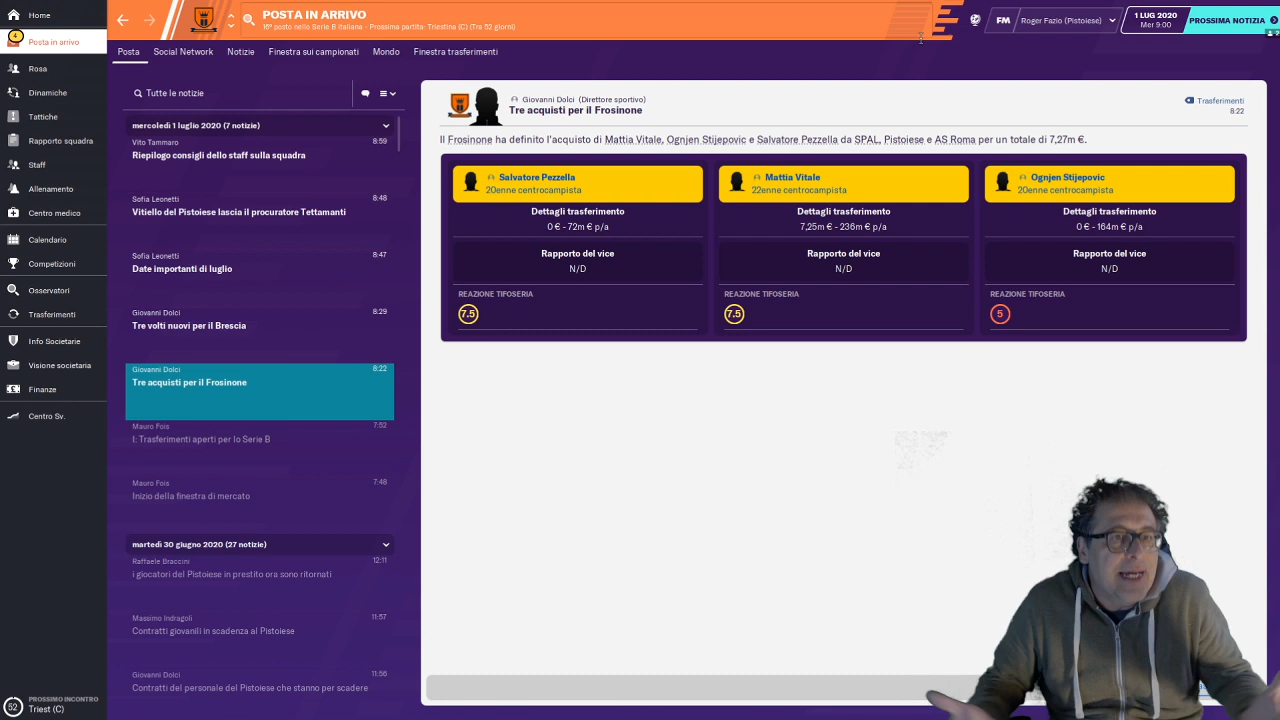 POSTA IN ARRIVO
16° posto nello Serie B Italiana - Prossima partita: Triestina (C) (Tra 52 giorni)
FM
Roger Fazio (Pistoiese)
1 LUG 2020
Mer 9:00
PROSSIMA NOTIZIA
Home
4
Posta in arrivo
Rosa
Dinamiche
Tattiche
Rapporto squadra
Staff
Allenamento
Centro medico
Calendario
Competizioni
Osservatori
Trasferimenti
Info Societarie
Visione societaria
Finanze
Centro Sv.
PROSSIMO INCONTRO
52
Triest (C)
Posta
Social Network
Notizie
Finestra sui campionati
Mondo
Finestra trasferimenti
Tutte le notizie
mercoledì 1 luglio 2020 (7 notizie)
Vito Tammaro 8:59
Riepilogo consigli dello staff sulla squadra
Sofia Leonetti 8:48
Vitiello del Pistoiese lascia il procuratore Tettamanti
Sofia Leonetti 8:47
Date importanti di luglio
Giovanni Dolci 8:29
Tre volti nuovi per il Brescia
Giovanni Dolci 8:22
Tre acquisti per il Frosinone
Mauro Fois 7:52
I: Trasferimenti aperti per lo Serie B
Mauro Fois 7:48
Inizio della finestra di mercato
martedì 30 giugno 2020 (27 notizie)
Raffaele Braccini 12:11
i giocatori del Pistoiese in prestito ora sono ritornati
Massimo Indragoli 11:57
Contratti giovanili in scadenza al Pistoiese
Giovanni Dolci 11:56
Contratti del personale del Pistoiese che stanno per scadere
Giovanni Dolci (Direttore sportivo)
Tre acquisti per il Frosinone
Trasferimenti
8:22
Il Frosinone ha definito l'acquisto di Mattia Vitale, Ognjen Stijepovic e Salvatore Pezzella da SPAL, Pistoiese e AS Roma per un totale di 7,27m €.
Salvatore Pezzella
20enne centrocampista
Dettagli trasferimento
0 € - 72m € p/a
Rapporto del vice
N/D
REAZIONE TIFOSERIA
7.5
Mattia Vitale
22enne centrocampista
Dettagli trasferimento
7,25m € - 236m € p/a
Rapporto del vice
N/D
REAZIONE TIFOSERIA
7.5
Ognjen Stijepovic
20enne centrocampista
Dettagli trasferimento
0 € - 164m € p/a
Rapporto del vice
N/D
REAZIONE TIFOSERIA
5